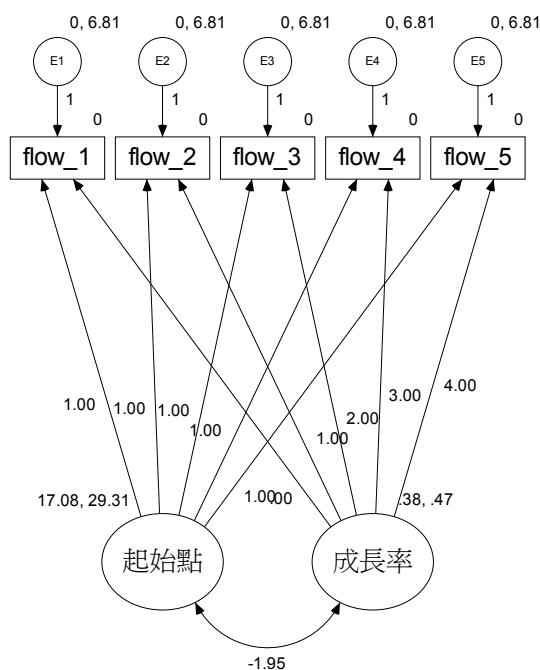 0, 6.81 0, 6.81 0, 6.81 0, 6.81 0, 6.81
E1 E2 E3 E4 E5
1 1 1 1 1
0 0 0 0 0
flow_1 flow_2 flow_3 flow_4 flow_5
3.00 4.00
1.00 1.00 1.00 2.00
1.00 1.00
17.08, 29.31 1.00 .00 .38, .47
起始點 成長率
-1.95